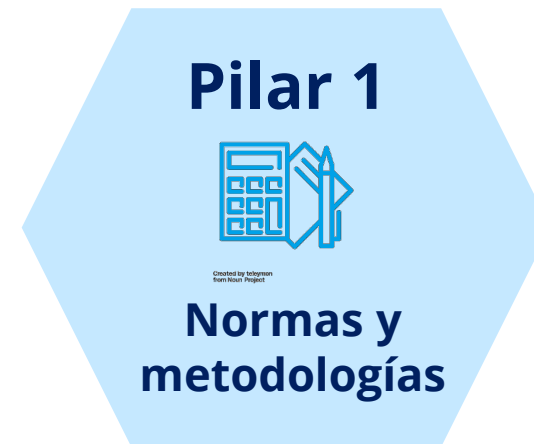 Pilar 1
Created by teleymon
from Noun Project
Normas y
metodologías